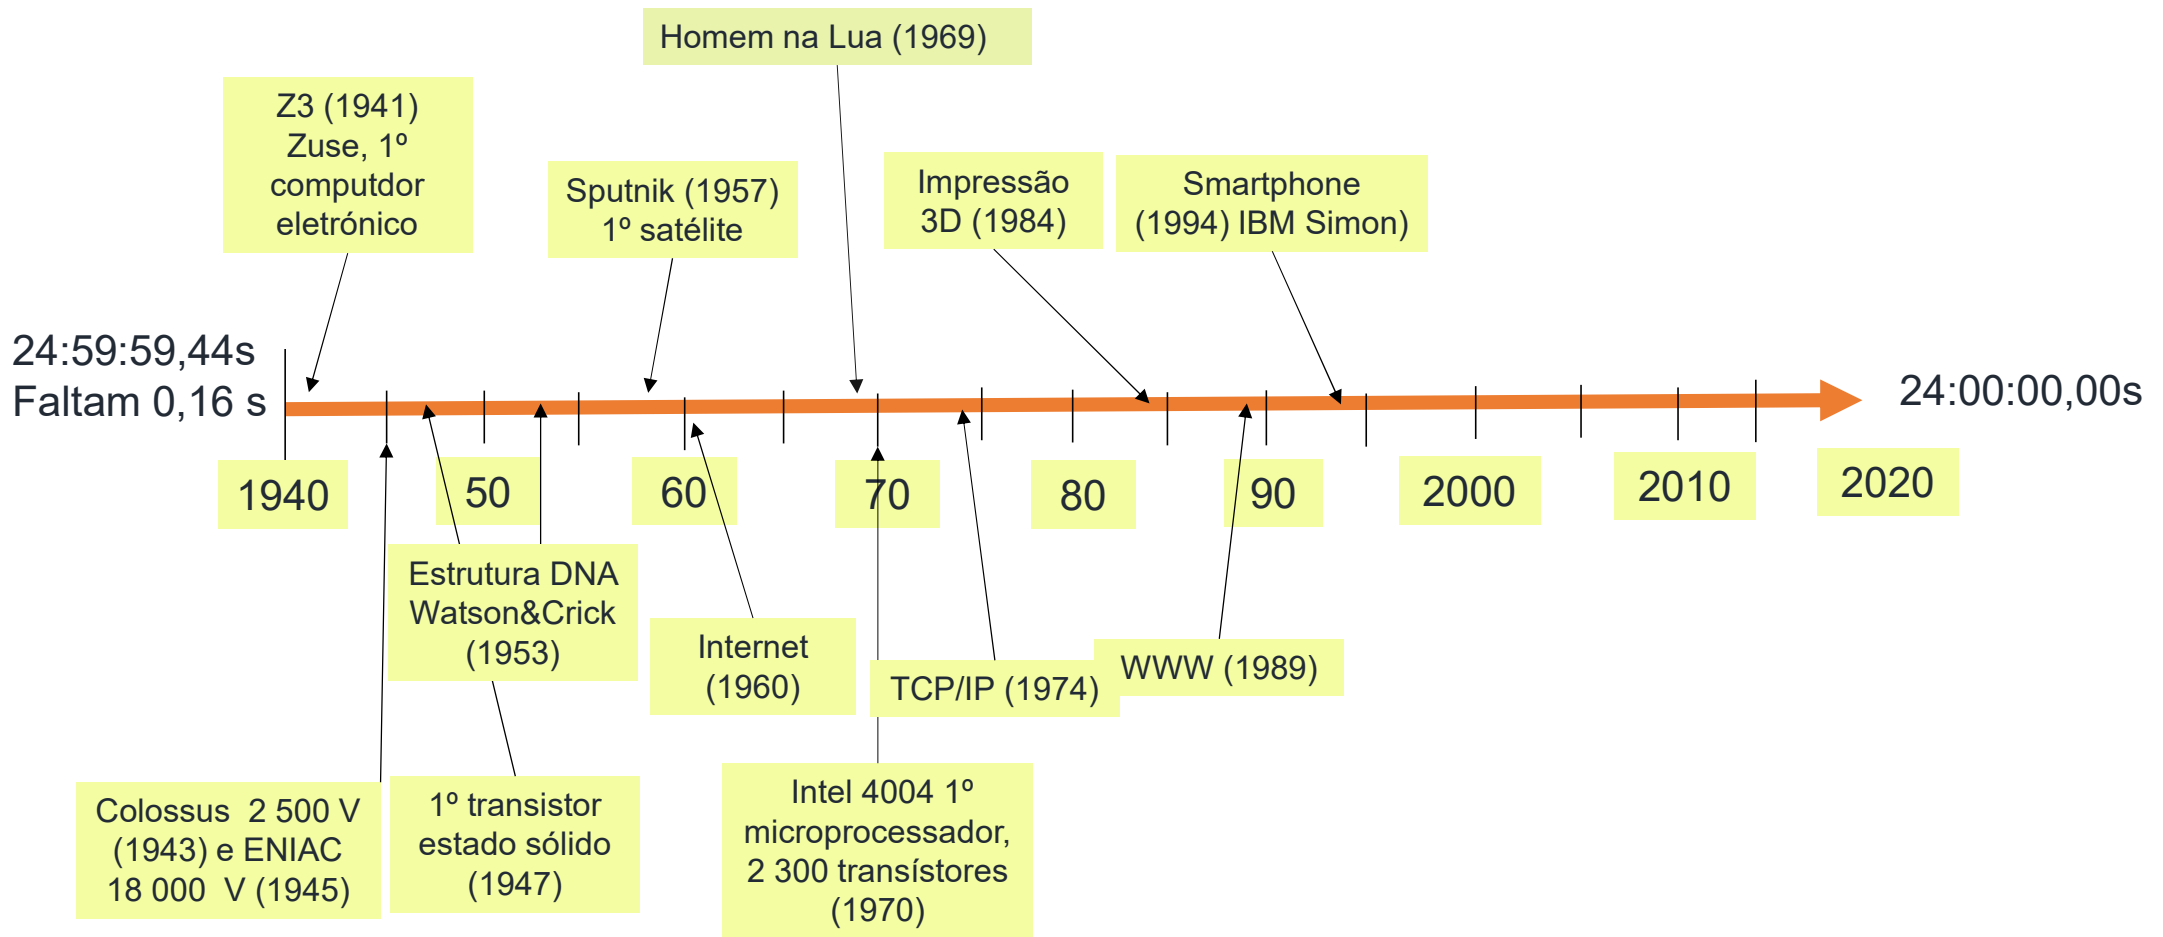 Homem na Lua (1969)
Z3 (1941)
Zuse, 1º
computdor
eletrónico
Sputnik (1957)
1º satélite
Impressão
3D (1984)
Smartphone
(1994) IBM Simon)
24:59:59,44s
Faltam 0,16 s
24:00:00,00s
1940
50
60
70
80
90
2000
2010
2020
Estrutura DNA
Watson&Crick
(1953)
Internet
(1960)
TCP/IP (1974)
WWW (1989)
Colossus  2 500 V
(1943) e ENIAC
18 000  V (1945)
1º transistor
estado sólido
(1947)
Intel 4004 1º
microprocessador,
2 300 transístores
(1970)